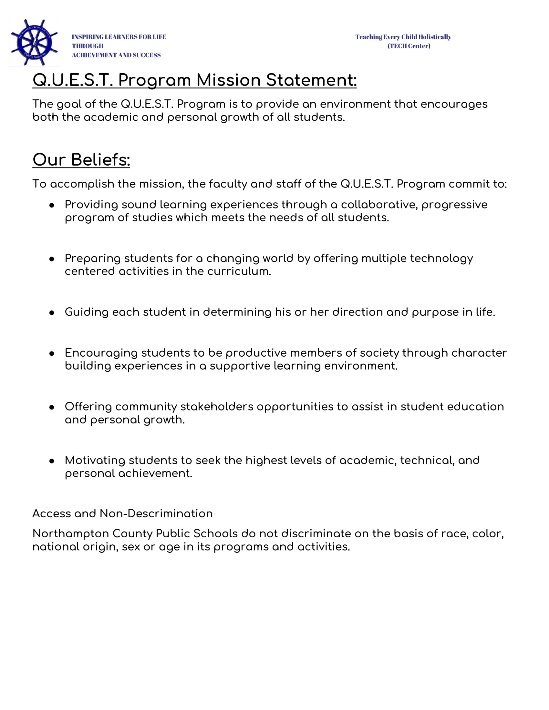 INSPIRING LEARNERS FOR LIFE
THROUGH
ACHIEVEMENT AND SUCCESS
Teaching Every Child Holistically
(TECH Center)
Q.U.E.S.T. Program Mission Statement:
The goal of the Q.U.E.S.T. Program is to provide an environment that encourages
both the academic and personal growth of all students.
Our Beliefs:
To accomplish the mission, the faculty and staff of the Q.U.E.S.T. Program commit to:
● Providing sound learning experiences through a collaborative, progressive
program of studies which meets the needs of all students.
● Preparing students for a changing world by offering multiple technology
centered activities in the curriculum.
● Guiding each student in determining his or her direction and purpose in life.
● Encouraging students to be productive members of society through character
building experiences in a supportive learning environment.
● Offering community stakeholders opportunities to assist in student education
and personal growth.
● Motivating students to seek the highest levels of academic, technical, and
personal achievement.
Access and Non-Descrimination
Northampton County Public Schools do not discriminate on the basis of race, color,
national origin, sex or age in its programs and activities.